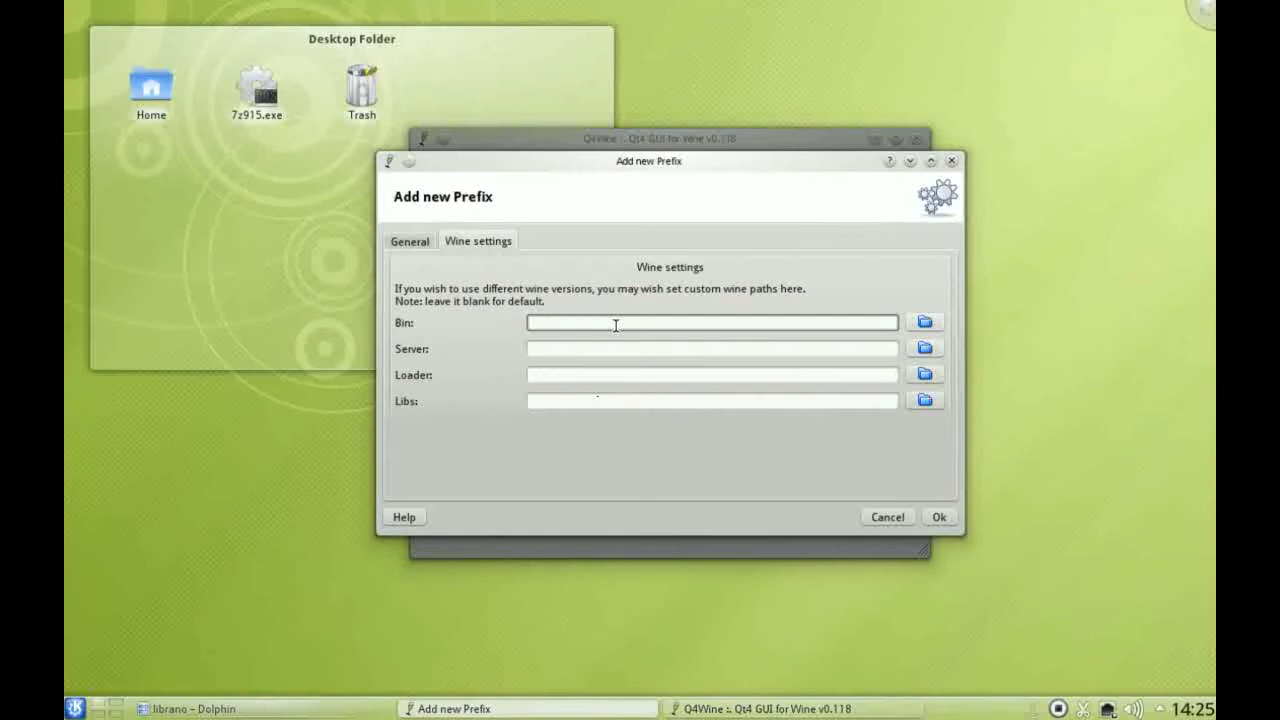 Desktop Folder
Home
7z915.exe
Trash
Q4Wine :. Qt4 GUI for Wine v0.118
Add new Prefix
Add new Prefix
General
Wine settings
Wine settings
If you wish to use different wine versions, you may wish set custom wine paths here.
Note: leave it blank for default.
Bin:
Server:
Loader:
Libs:
Help
Cancel
Ok
librano – Dolphin
Add new Prefix
Q4Wine :. Qt4 GUI for Wine v0.118
14:25